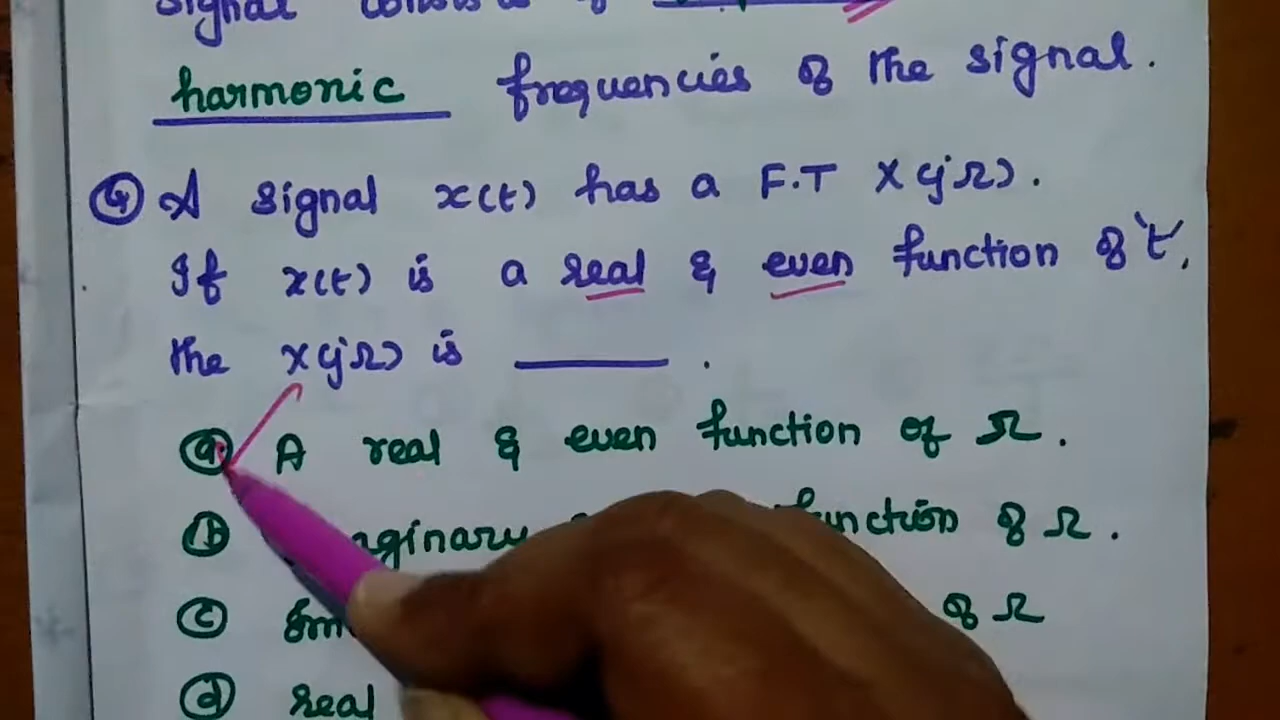 signal
harmonic frequencies of the signal.
④ A signal x(t) has a F.T X(jΩ).
If x(t) is a real & even function of 't',
the X(jΩ) is ______ .
ⓐ A real & even function of Ω.
ⓑ function of Ω.
ⓒ of Ω
ⓓ real